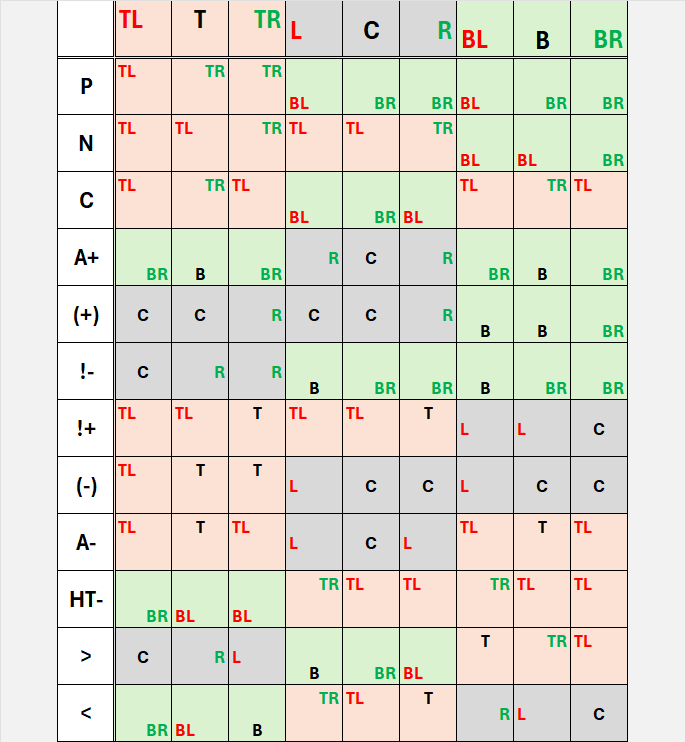 TL T TR L C R BL B BR
P TL TR TR BL BR BR BL BR BR
N TL TL TR TL TL TR BL BL BR
C TL TR TL BL BR BL TL TR TL
A+ BR B BR R C R BR B BR
(+) C C R C C R B B BR
!- C R R B BR BR B BR BR
!+ TL TL T TL TL T L L C
(-) TL T T L C C L C C
A- TL T TL L C L TL T TL
HT- BR BL BL TR TL TL TR TL TL
> C R L B BR BL T TR TL
< BR BL B TR TL T R L C